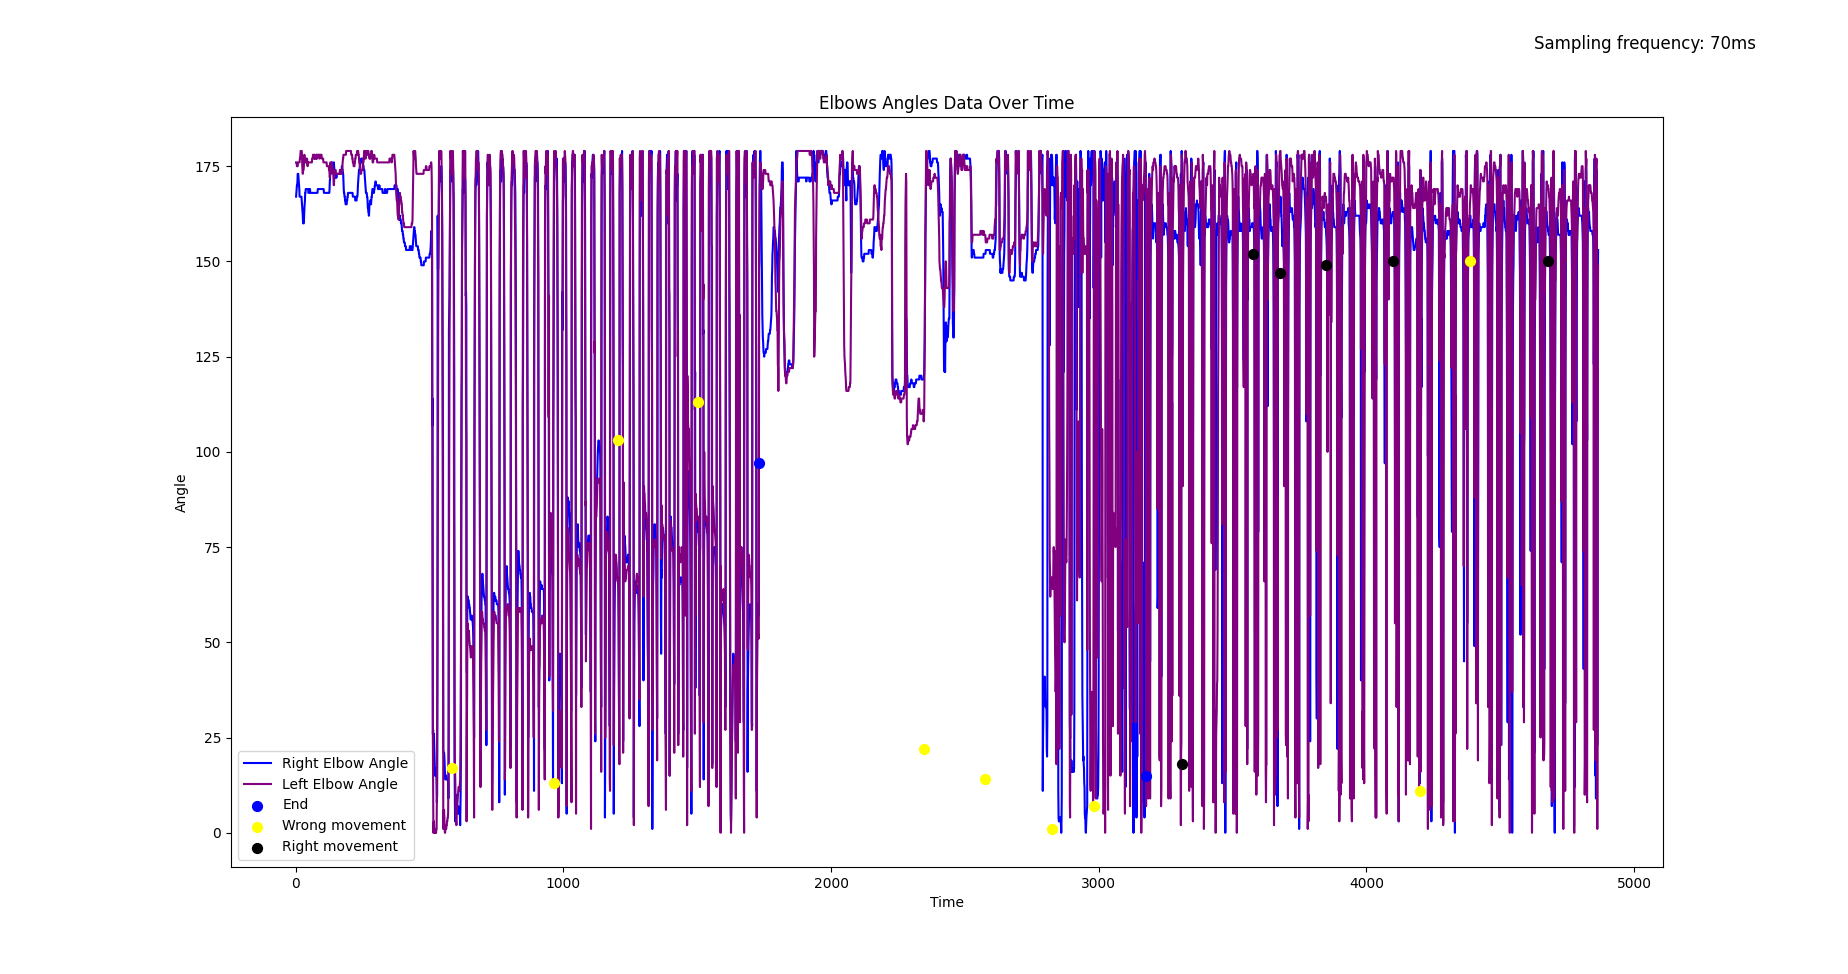 Sampling frequency: 70ms
Elbows Angles Data Over Time
Angle
175
150
125
100
75
50
25
0
Right Elbow Angle
Left Elbow Angle
End
Wrong movement
Right movement
0 1000 2000 3000 4000 5000
Time